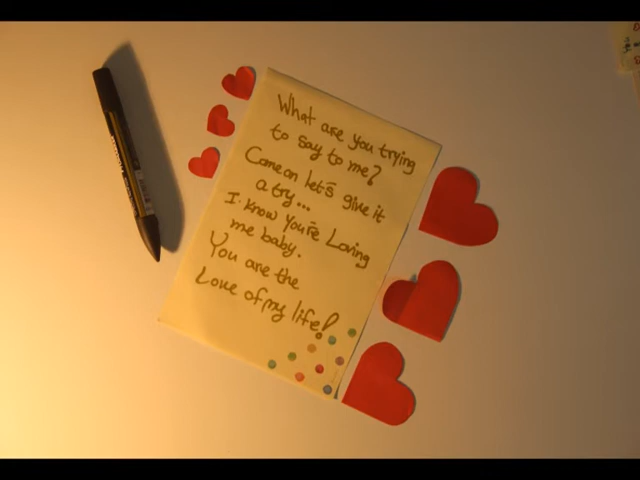 What are you trying
to say to me?
Come on let's give it
a try...
I know you're Loving
me baby.
You are the
Love of my life!